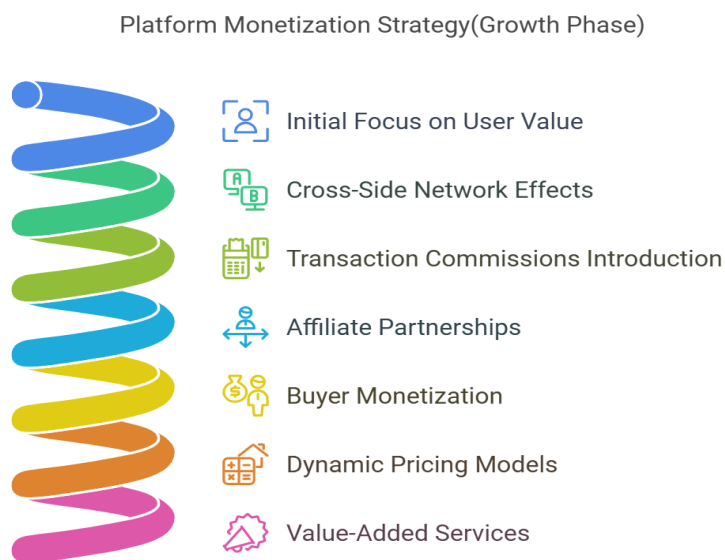 Platform Monetization Strategy(Growth Phase)
Initial Focus on User Value
A
B
Cross-Side Network Effects
Transaction Commissions Introduction
Affiliate Partnerships
$
Buyer Monetization
Dynamic Pricing Models
Value-Added Services